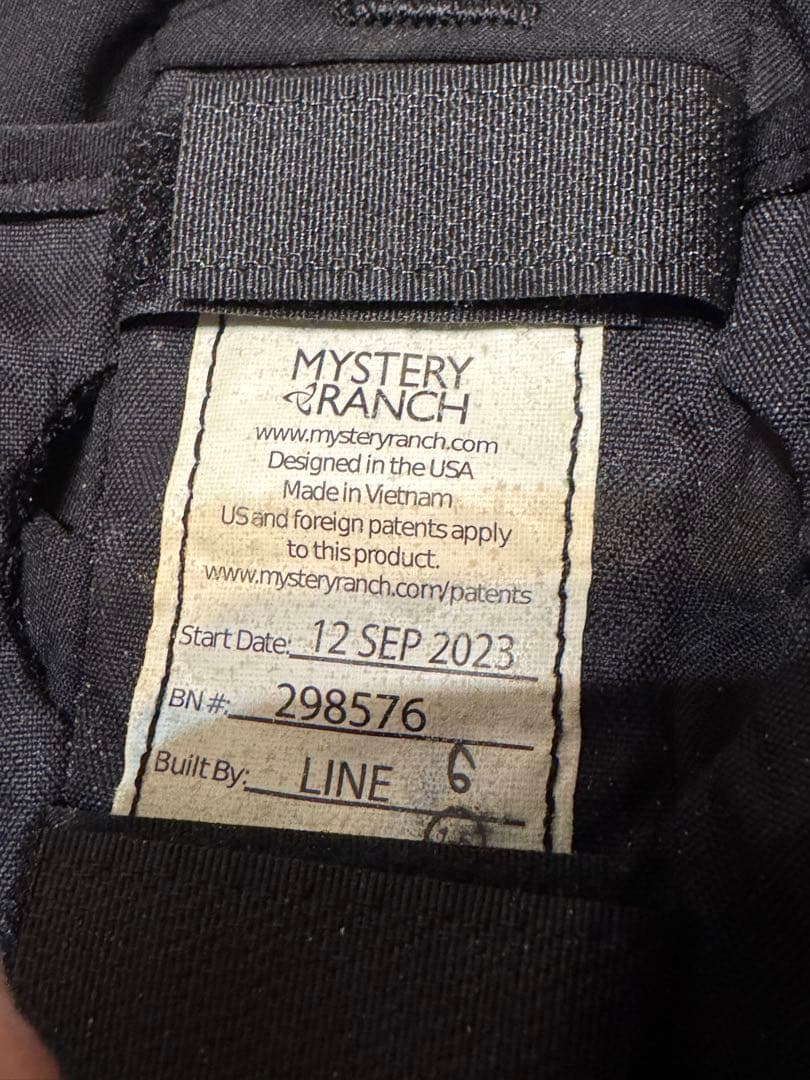 MYSTERY
RANCH
www.mysteryranch.com
Designed in the USA
Made in Vietnam
US and foreign patents apply
to this product.
www.mysteryranch.com/patents
Start Date: 12 SEP 2023
BN #: 298576
Built By: LINE 6